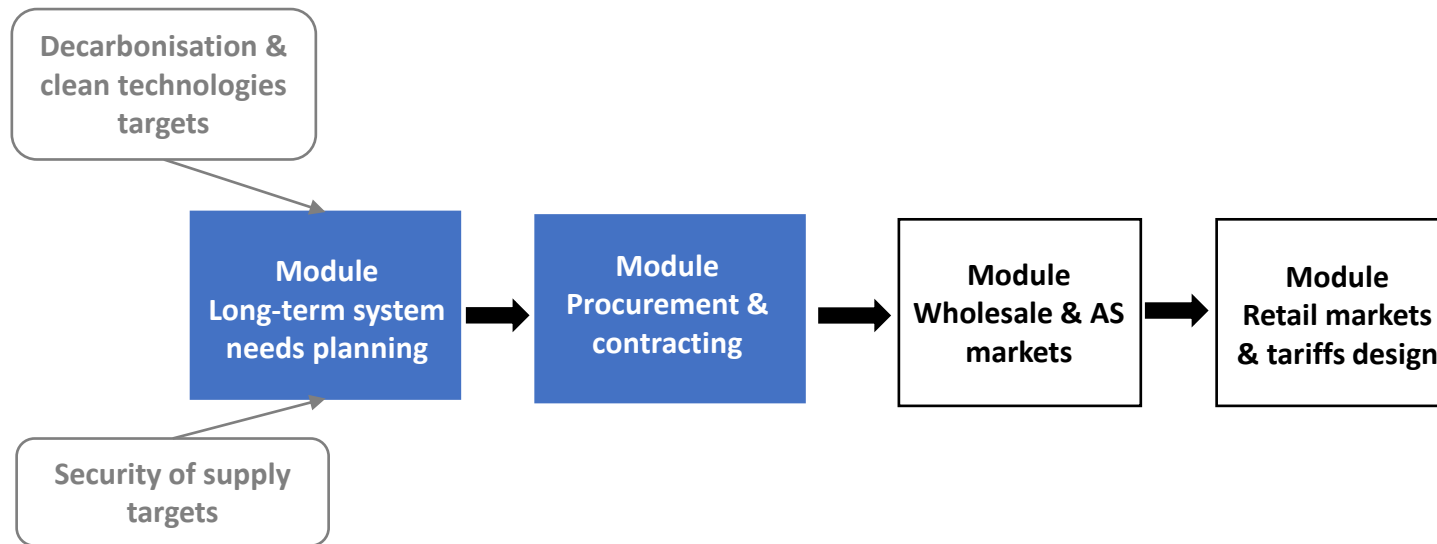 Decarbonisation &
clean technologies
targets
Module
Long-term system
needs planning
Module
Procurement &
contracting
Module
Wholesale & AS
markets
Module
Retail markets
& tariffs design
Security of supply
targets